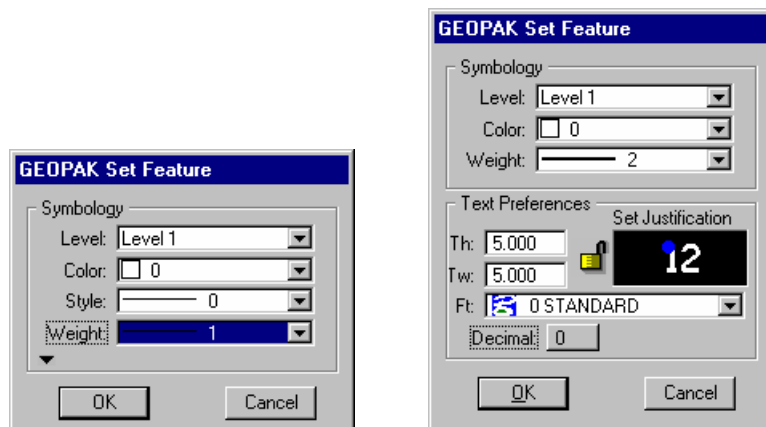 GEOPAK Set Feature
Symbology
Level: Level 1
Color: 0
Style: 0
Weight: 1
OK Cancel
GEOPAK Set Feature
Symbology
Level: Level 1
Color: 0
Weight: 2
Text Preferences
Set Justification
Th: 5.000
12
Tw: 5.000
Ft: 0 STANDARD
Decimal: 0
OK Cancel